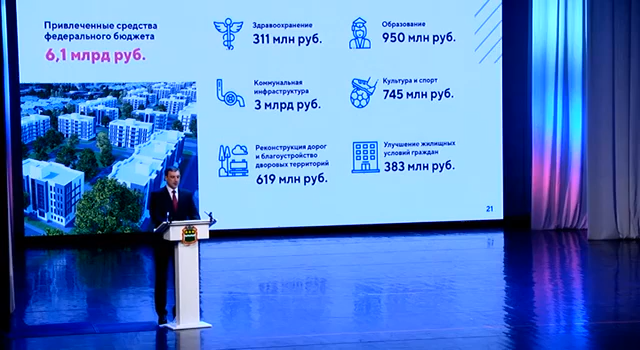 Привлеченные средства
федерального бюджета
6,1 млрд руб.
Здравоохранение
311 млн руб.
Образование
950 млн руб.
Коммунальная
инфраструктура
3 млрд руб.
Культура и спорт
745 млн руб.
Реконструкция дорог
и благоустройство
дворовых территорий
619 млн руб.
Улучшение жилищных
условий граждан
383 млн руб.
21